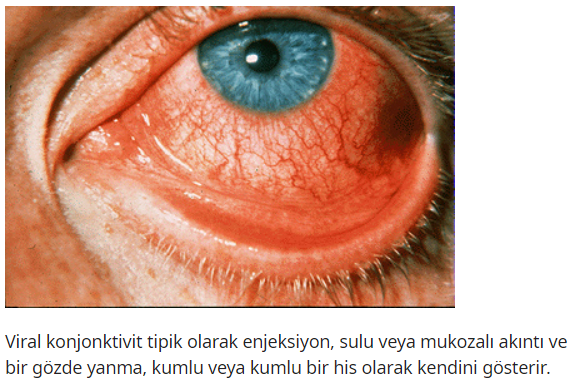 Viral konjonktivit tipik olarak enjeksiyon, sulu veya mukozalı akıntı ve
bir gözde yanma, kumlu veya kumlu bir his olarak kendini gösterir.